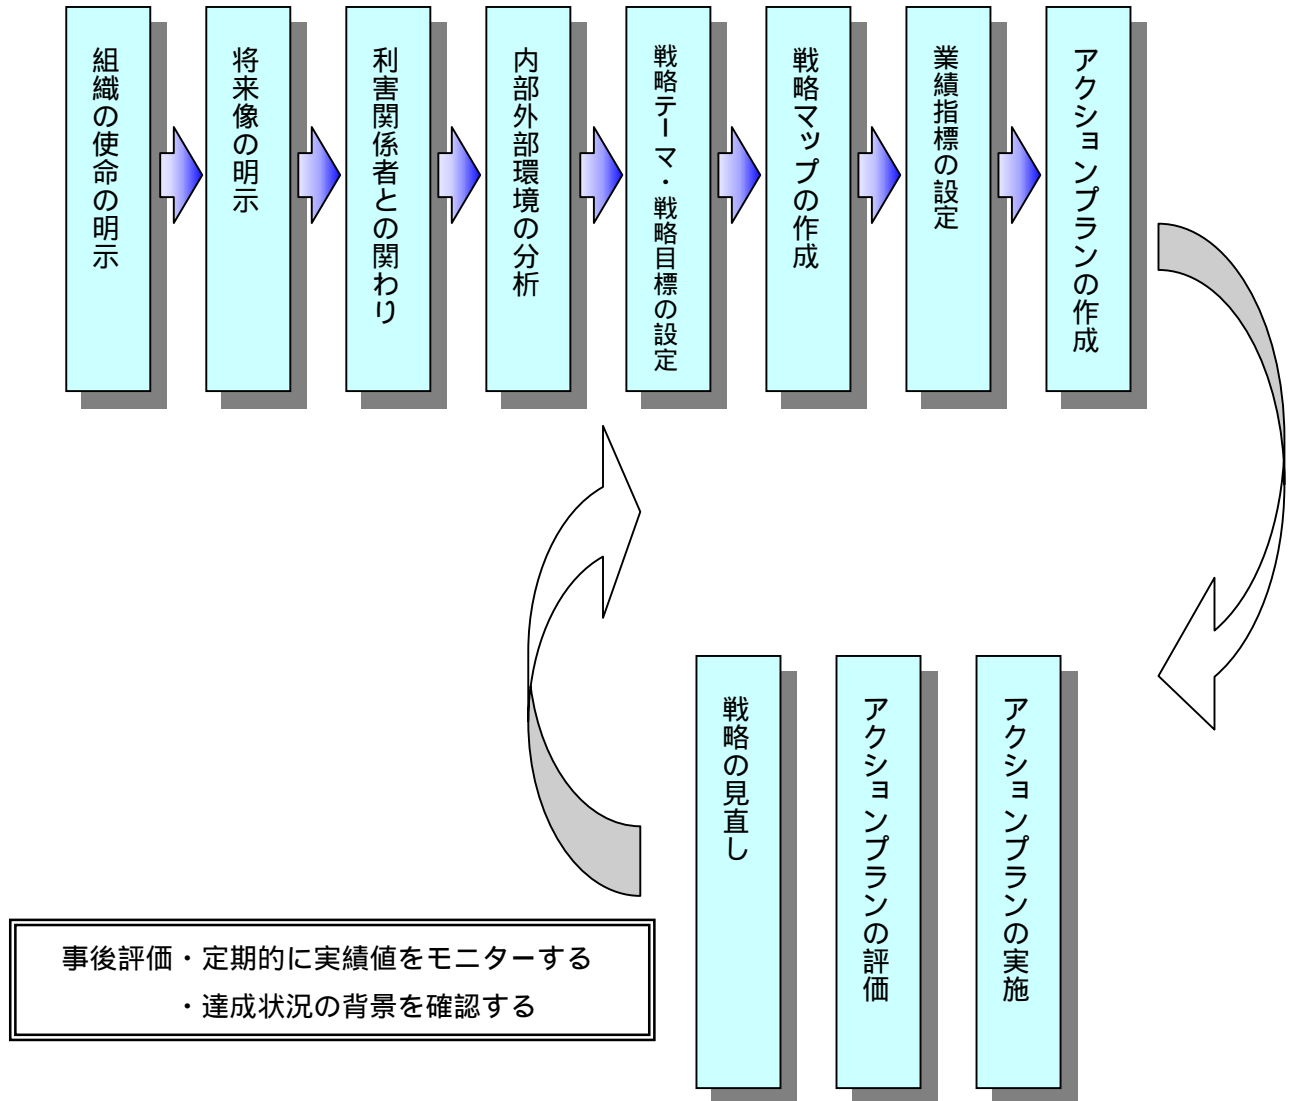 組織の使命の明示
将来像の明示
利害関係者との関わり
内部外部環境の分析
戦略テーマ・戦略目標の設定
戦略マップの作成
業績指標の設定
アクションプランの作成
戦略の見直し
アクションプランの評価
アクションプランの実施
事後評価・定期的に実績値をモニターする
・達成状況の背景を確認する